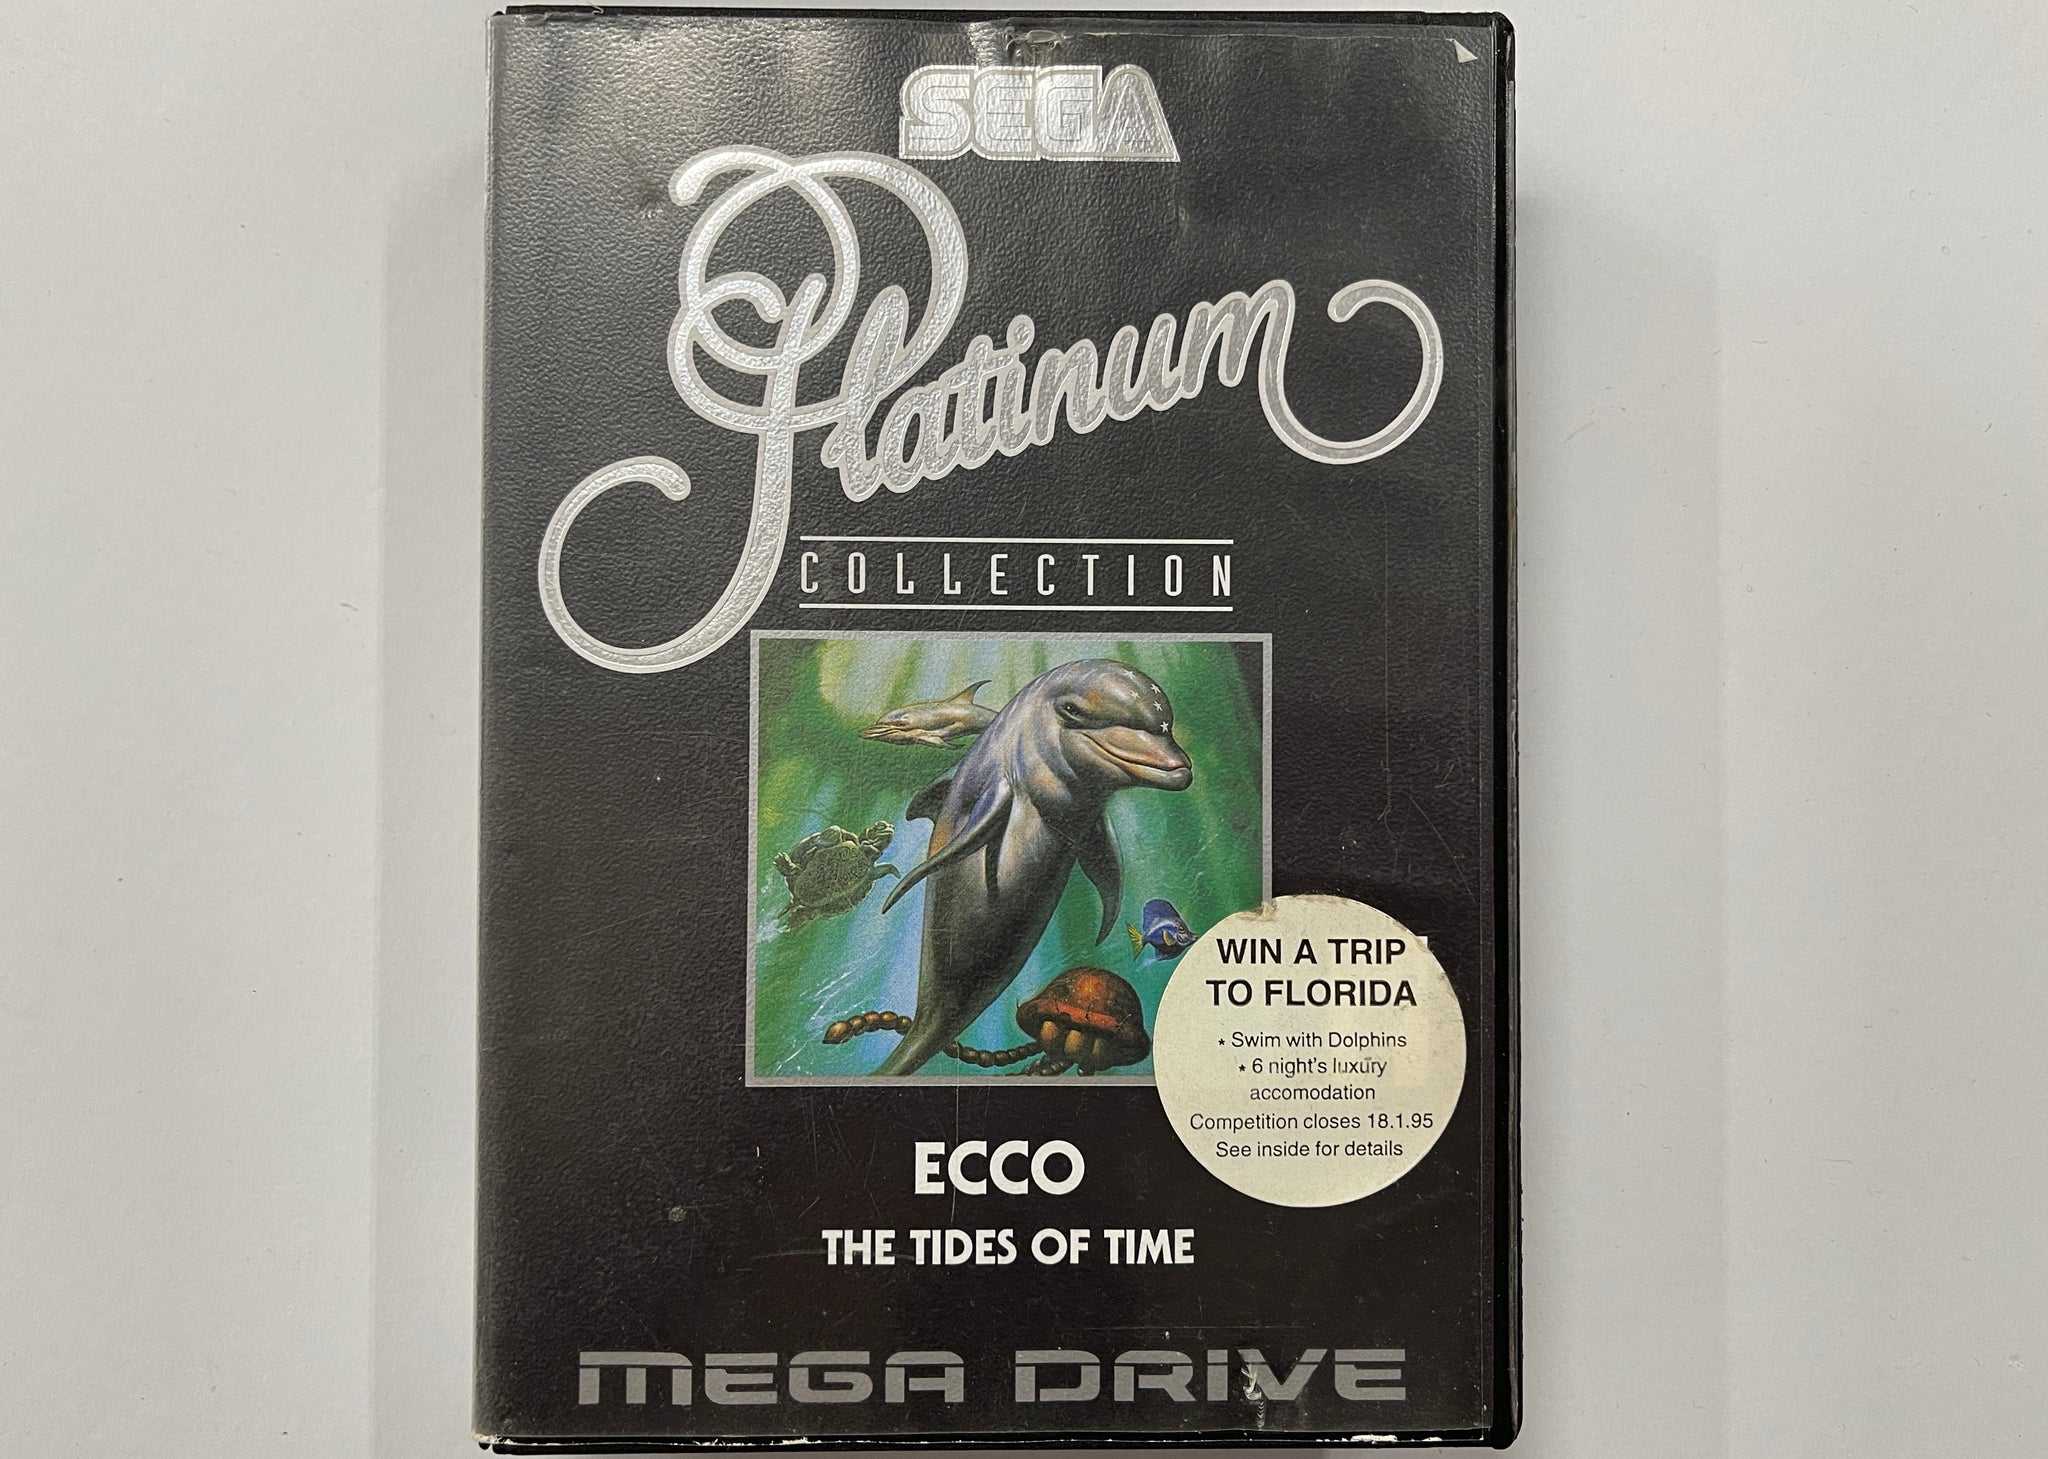 SEGA
Platinum
COLLECTION
WIN A TRIP
TO FLORIDA
* Swim with Dolphins
* 6 night's luxury
accomodation
Competition closes 18.1.95
See inside for details
ECCO
THE TIDES OF TIME
MEGA DRIVE